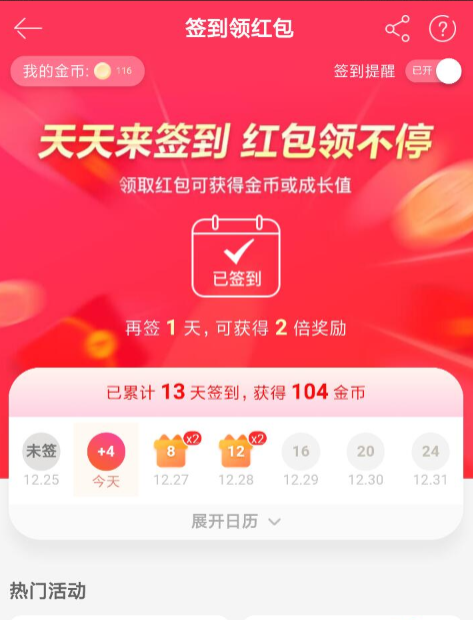 签到领红包
我的金币: 116
签到提醒 已开
天天来签到 红包领不停
领取红包可获得金币或成长值
已签到
再签 1 天, 可获得 2 倍奖励
已累计 13 天签到, 获得 104 金币
未签 +4 8 x2 12 x2 16 20 24
12.25 今天 12.27 12.28 12.29 12.30 12.31
展开日历
热门活动